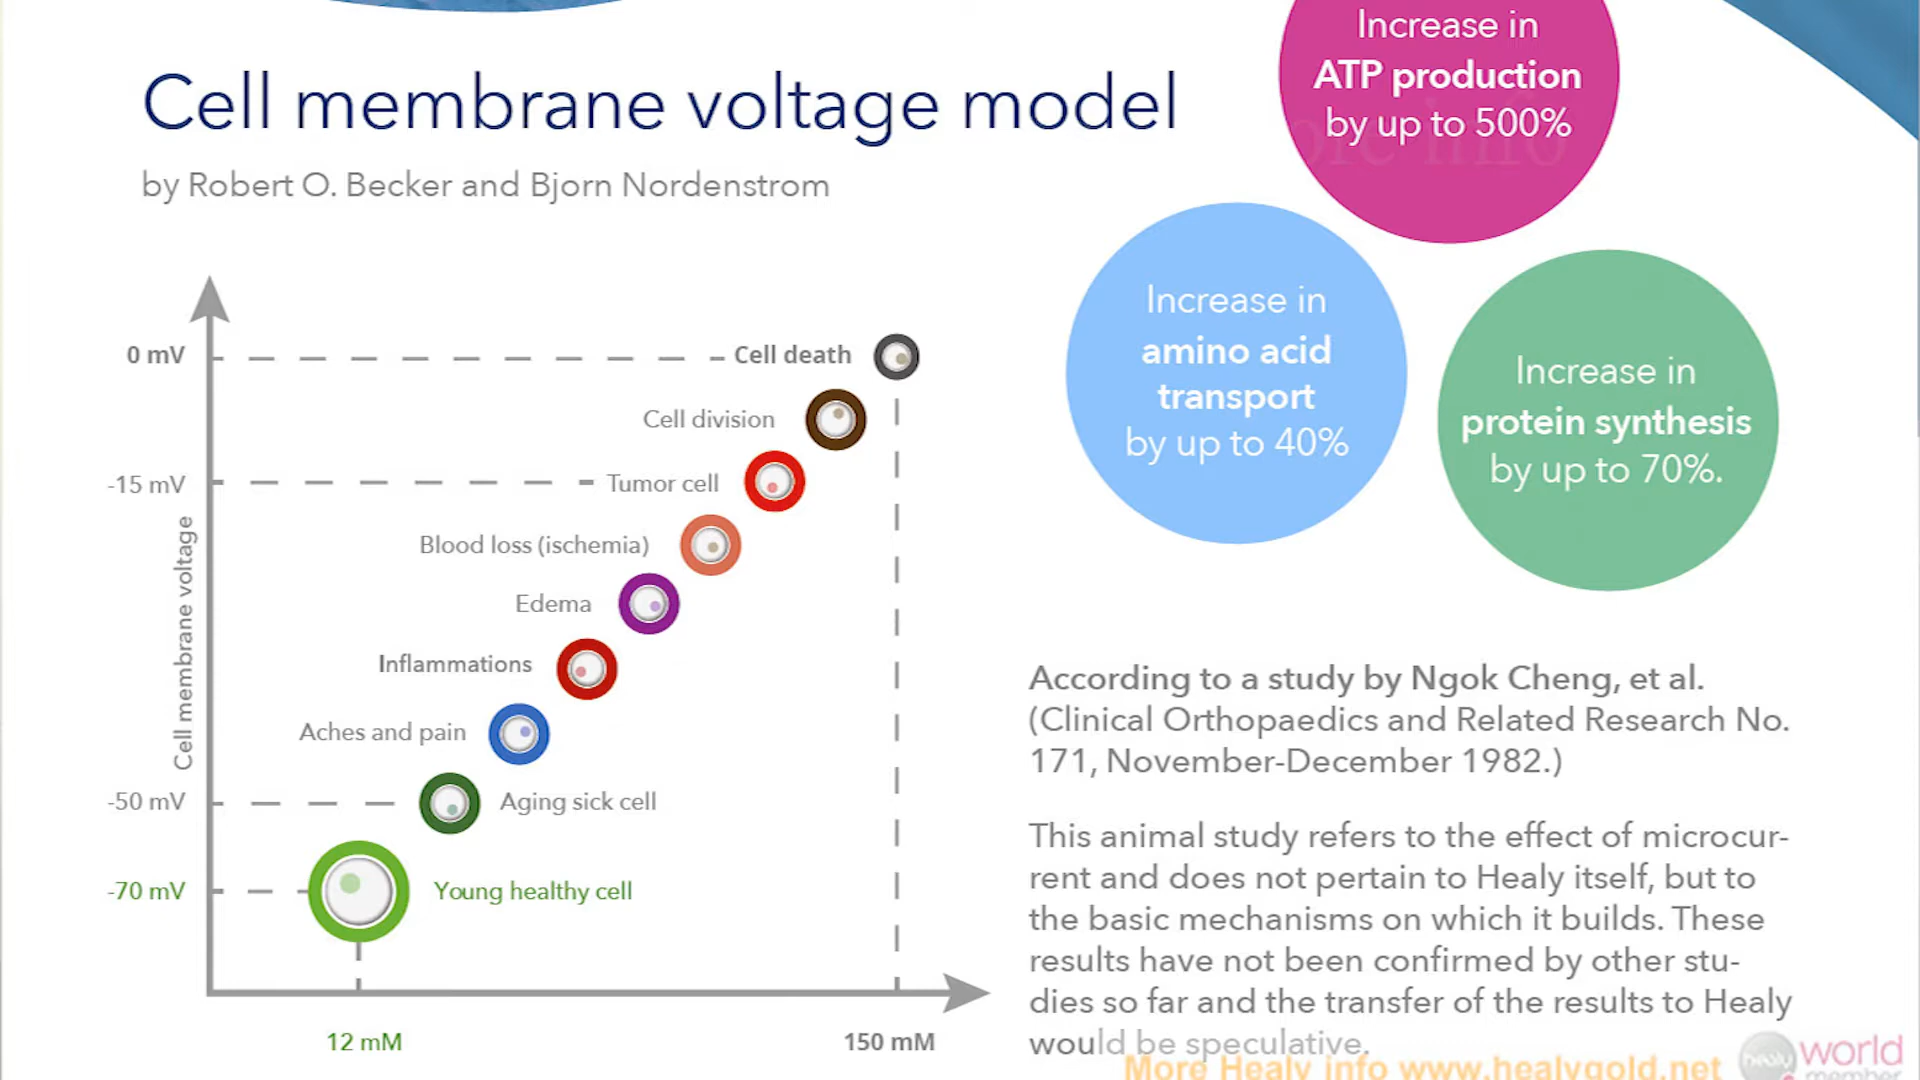 Cell membrane voltage model
by Robert O. Becker and Bjorn Nordenstrom
Increase in
ATP production
by up to 500%
Increase in
amino acid
transport
by up to 40%
Increase in
protein synthesis
by up to 70%.
Cell membrane voltage
0 mV
Cell death
Cell division
-15 mV
Tumor cell
Blood loss (ischemia)
Edema
Inflammations
Aches and pain
-50 mV
Aging sick cell
-70 mV
Young healthy cell
12 mM
150 mM
According to a study by Ngok Cheng, et al.
(Clinical Orthopaedics and Related Research No.
171, November-December 1982.)
This animal study refers to the effect of microcur-
rent and does not pertain to Healy itself, but to
the basic mechanisms on which it builds. These
results have not been confirmed by other stu-
dies so far and the transfer of the results to Healy
would be speculative.
More Healy info www.healygold.net
healy world
member